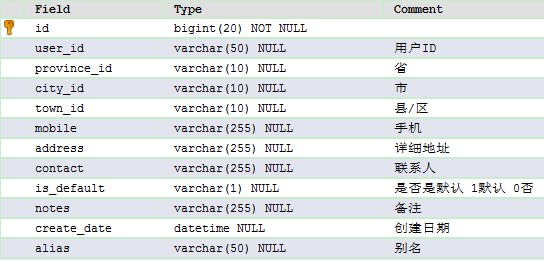 Field Type Comment
id bigint(20) NOT NULL
user_id varchar(50) NULL 用户ID
province_id varchar(10) NULL 省
city_id varchar(10) NULL 市
town_id varchar(10) NULL 县/区
mobile varchar(255) NULL 手机
address varchar(255) NULL 详细地址
contact varchar(255) NULL 联系人
is_default varchar(1) NULL 是否是默认 1默认 0否
notes varchar(255) NULL 备注
create_date datetime NULL 创建日期
alias varchar(50) NULL 别名